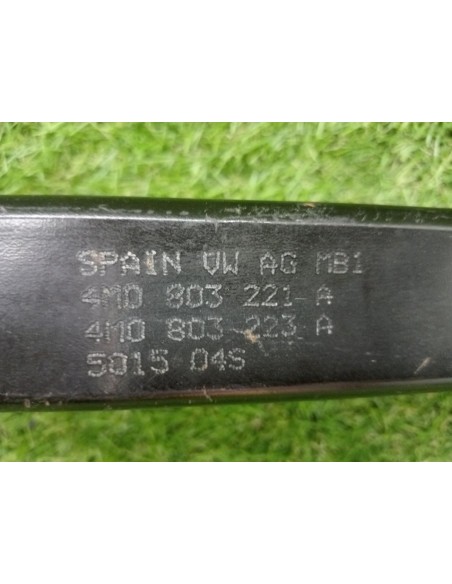 SPAIN VW AG MB1
4M0 803 221 A
4M0 803 223 A
5015 04S